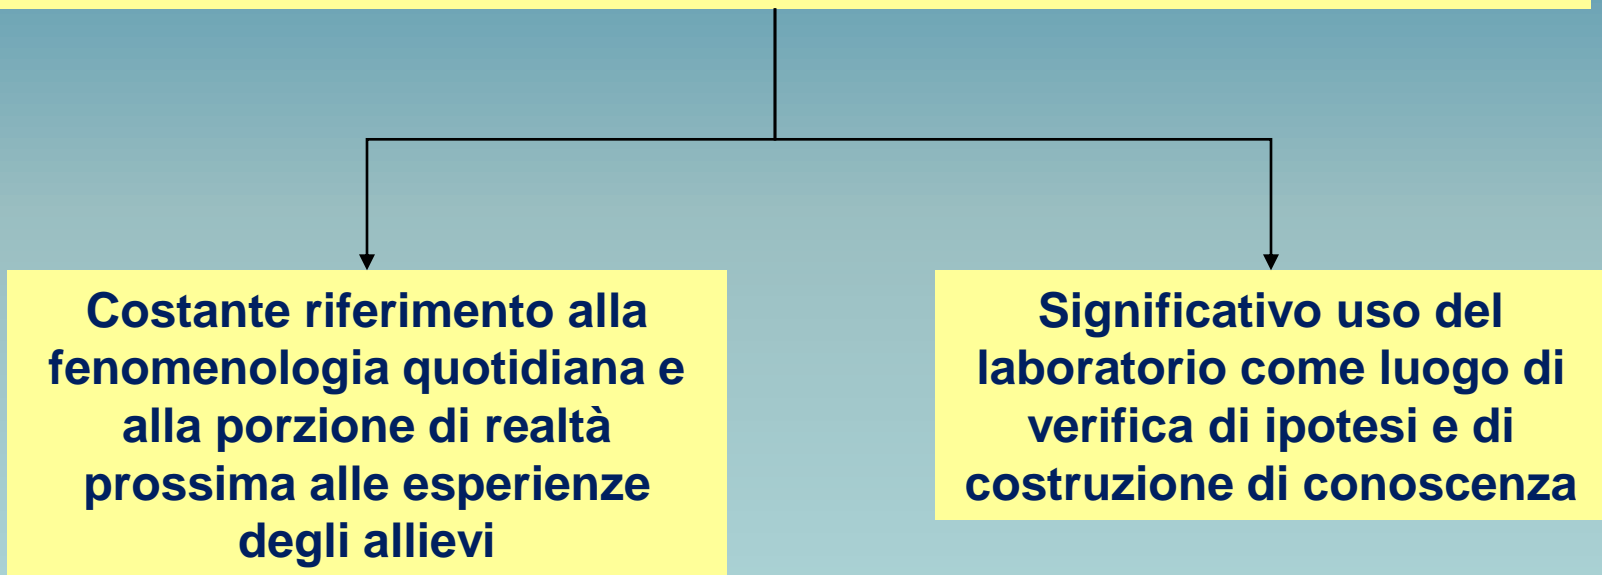 Costante riferimento alla
fenomenologia quotidiana e
alla porzione di realtà
prossima alle esperienze
degli allievi
Significativo uso del
laboratorio come luogo di
verifica di ipotesi e di
costruzione di conoscenza